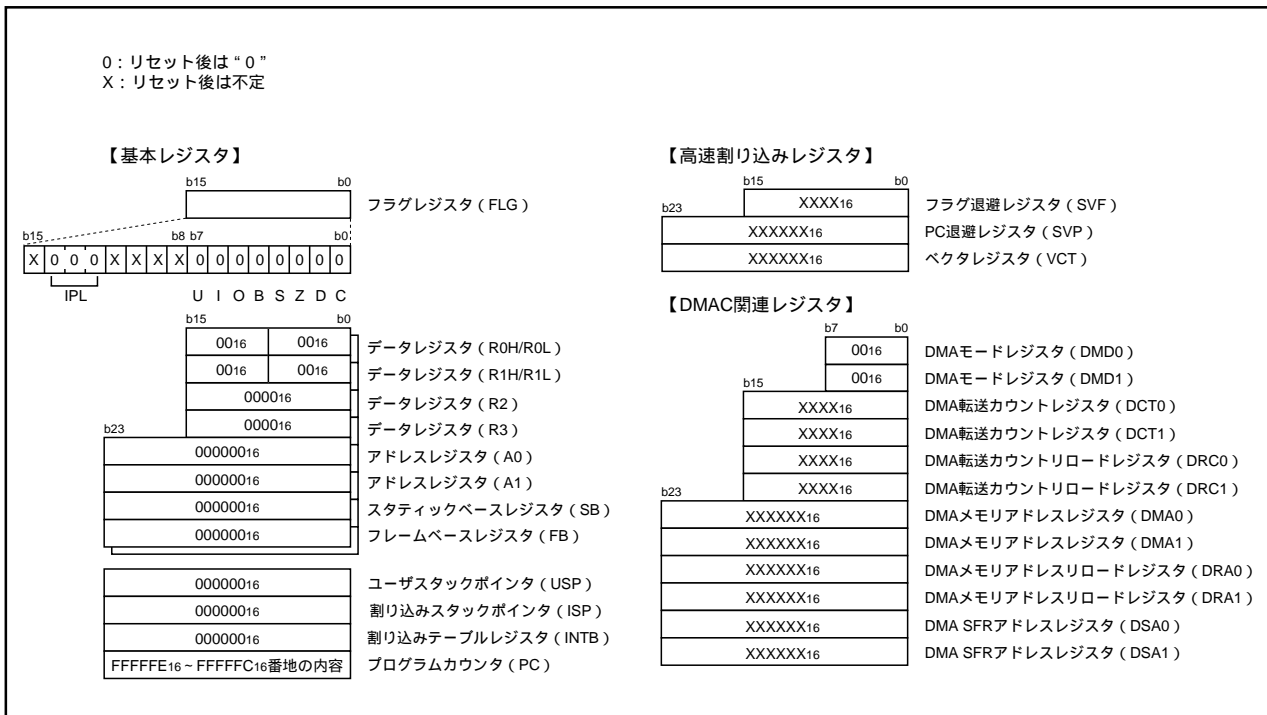 0：リセット後は“0”
X：リセット後は不定
【基本レジスタ】
b15 b0
フラグレジスタ（FLG）
b15 b8 b7 b0
X 0 0 0 X X X X 0 0 0 0 0 0 0 0
IPL U I O B S Z D C
b15 b0
0016 0016 データレジスタ（R0H/R0L）
0016 0016 データレジスタ（R1H/R1L）
000016 データレジスタ（R2）
000016 データレジスタ（R3）
b23
00000016 アドレスレジスタ（A0）
00000016 アドレスレジスタ（A1）
00000016 スタティックベースレジスタ（SB）
00000016 フレームベースレジスタ（FB）
00000016 ユーザスタックポインタ（USP）
00000016 割り込みスタックポインタ（ISP）
00000016 割り込みテーブルレジスタ（INTB）
FFFFFE16~FFFFFC16番地の内容 プログラムカウンタ（PC）
【高速割り込みレジスタ】
b15 b0
XXXX16 フラグ退避レジスタ（SVF）
b23
XXXXXX16 PC退避レジスタ（SVP）
XXXXXX16 ベクタレジスタ（VCT）
【DMAC関連レジスタ】
b7 b0
0016 DMAモードレジスタ（DMD0）
0016 DMAモードレジスタ（DMD1）
b15
XXXX16 DMA転送カウントレジスタ（DCT0）
XXXX16 DMA転送カウントレジスタ（DCT1）
XXXX16 DMA転送カウントリロードレジスタ（DRC0）
XXXX16 DMA転送カウントリロードレジスタ（DRC1）
b23
XXXXXX16 DMAメモリアドレスレジスタ（DMA0）
XXXXXX16 DMAメモリアドレスレジスタ（DMA1）
XXXXXX16 DMAメモリアドレスリロードレジスタ（DRA0）
XXXXXX16 DMAメモリアドレスリロードレジスタ（DRA1）
XXXXXX16 DMA SFRアドレスレジスタ（DSA0）
XXXXXX16 DMA SFRアドレスレジスタ（DSA1）